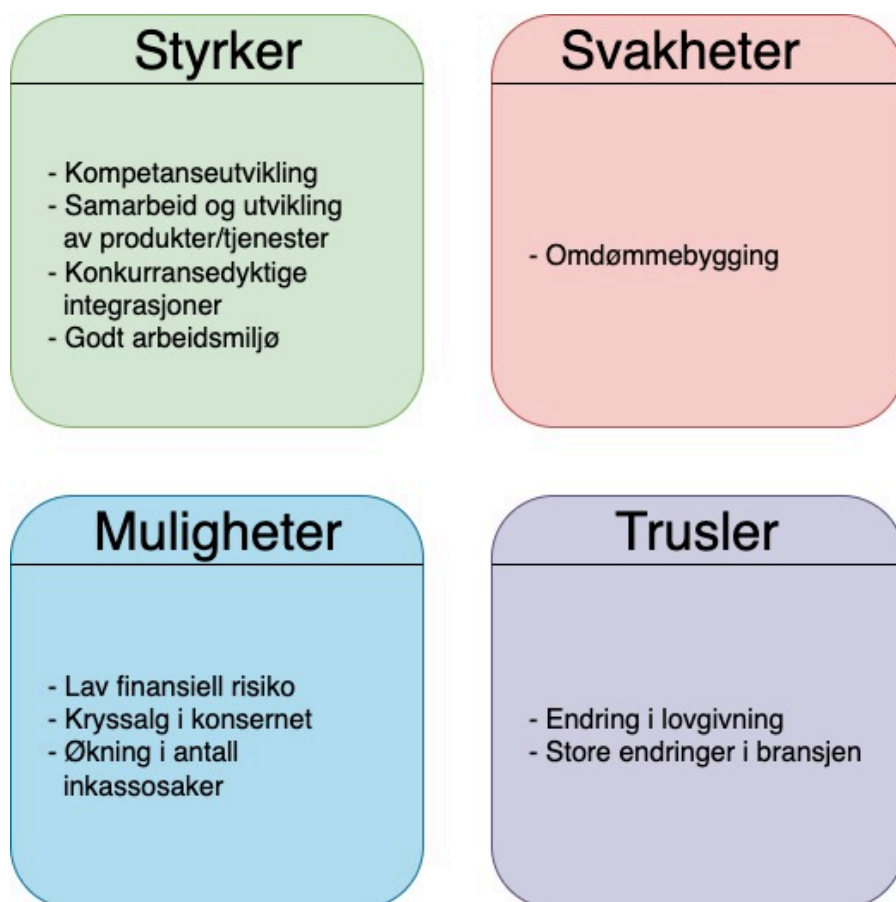 Styrker
- Kompetanseutvikling
- Samarbeid og utvikling
av produkter/tjenester
- Konkurransedyktige
integrasjoner
- Godt arbeidsmiljø
Svakheter
- Omdømmebygging
Muligheter
- Lav finansiell risiko
- Kryssalg i konsernet
- Økning i antall
inkassosaker
Trusler
- Endring i lovgivning
- Store endringer i bransjen